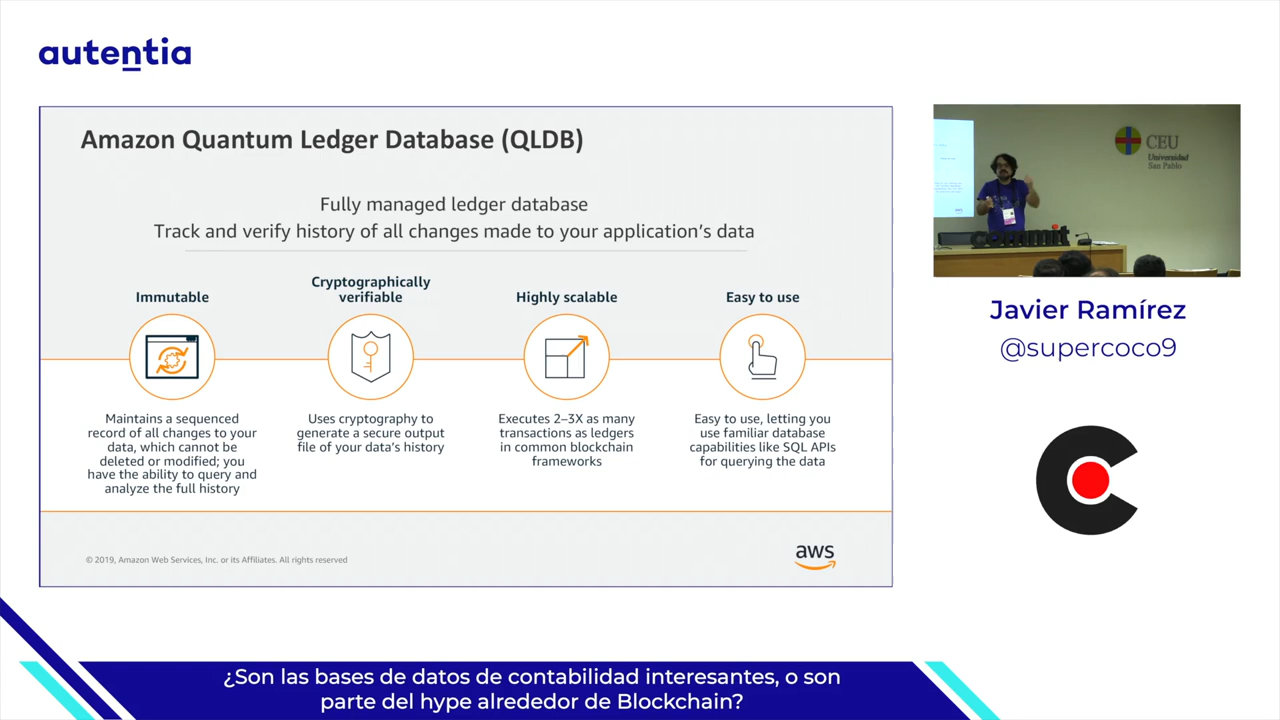 autentia
Amazon Quantum Ledger Database (QLDB)
Fully managed ledger database
Track and verify history of all changes made to your application's data
Immutable
Maintains a sequenced
record of all changes to your
data, which cannot be
deleted or modified; you
have the ability to query and
analyze the full history
Cryptographically
verifiable
Uses cryptography to
generate a secure output
file of your data's history
Highly scalable
Executes 2–3X as many
transactions as ledgers
in common blockchain
frameworks
Easy to use
Easy to use, letting you
use familiar database
capabilities like SQL APIs
for querying the data
© 2019, Amazon Web Services, Inc. or its Affiliates. All rights reserved
aws
CEU
Universidad
San Pablo
aws
commit
Javier Ramírez
@supercoco9
¿Son las bases de datos de contabilidad interesantes, o son
parte del hype alrededor de Blockchain?